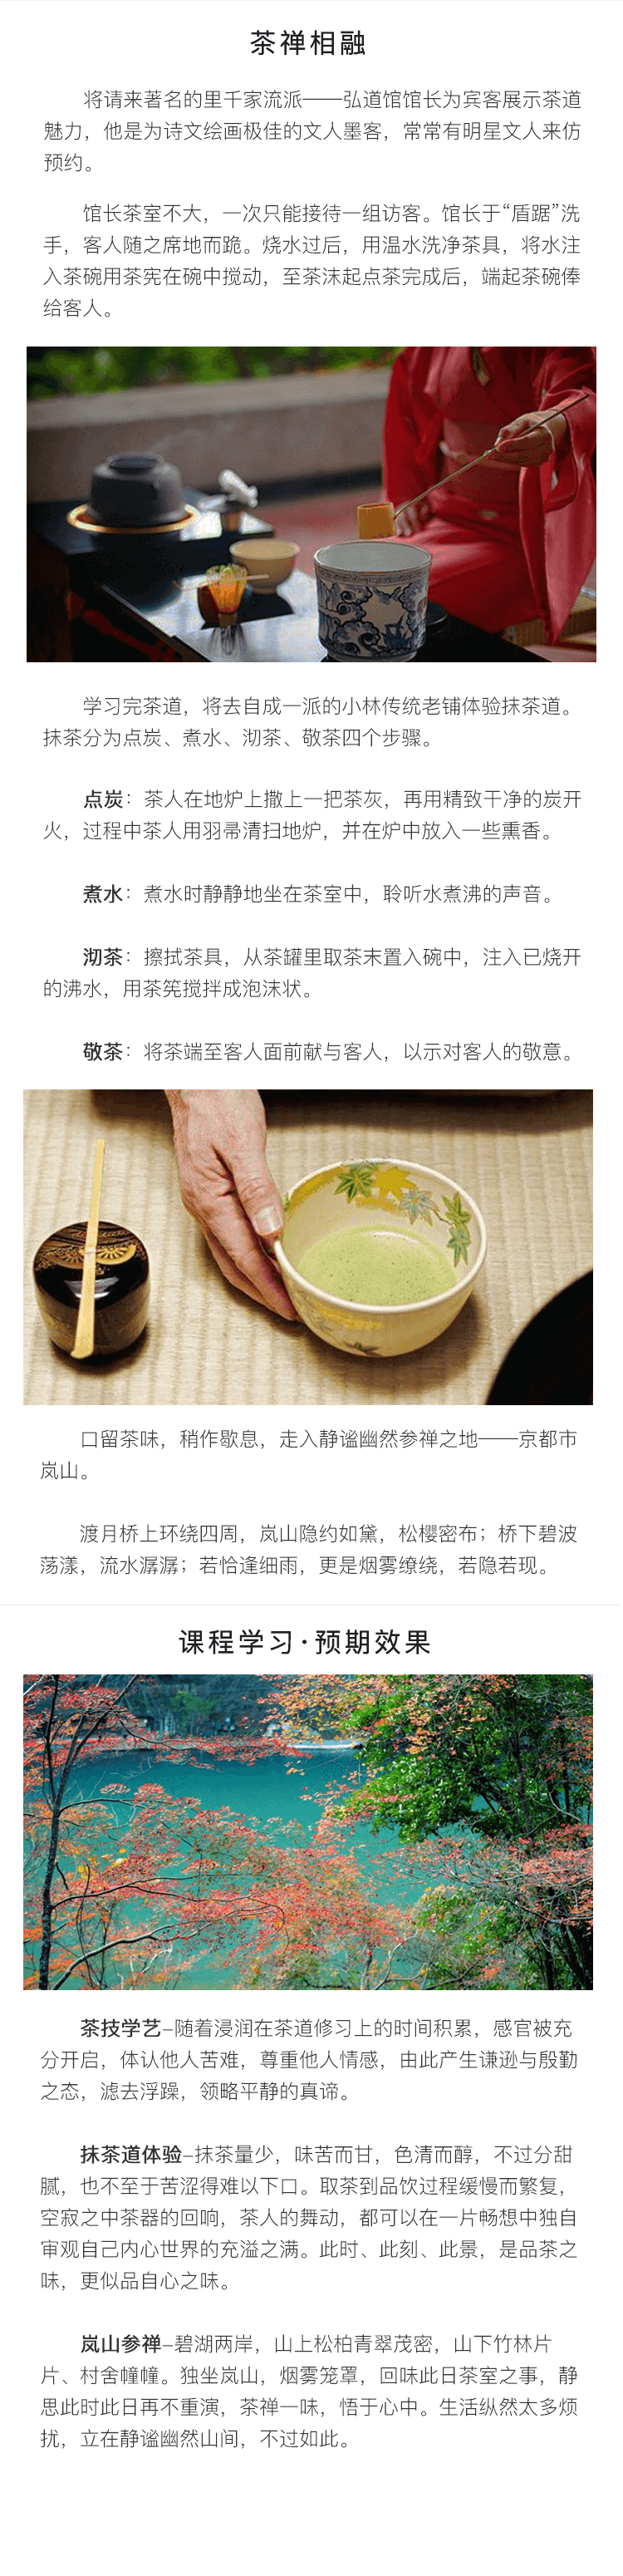 茶禅相融
将请来著名的里千家流派——弘道馆馆长为宾客展示茶道
魅力，他是为诗文绘画极佳的文人墨客，常常有明星文人来仿
预约。
馆长茶室不大，一次只能接待一组访客。馆长于“盾踞”洗
手，客人随之席地而跪。烧水过后，用温水洗净茶具，将水注
入茶碗用茶宪在碗中搅动，至茶沫起点茶完成后，端起茶碗俸
给客人。
学习完茶道，将去自成一派的小林传统老铺体验抹茶道。
抹茶分为点炭、煮水、沏茶、敬茶四个步骤。
点炭：茶人在地炉上撒上一把茶灰，再用精致干净的炭开
火，过程中茶人用羽帚清扫地炉，并在炉中放入一些熏香。
煮水：煮水时静静地坐在茶室中，聆听水煮沸的声音。
沏茶：擦拭茶具，从茶罐里取茶末置入碗中，注入已烧开
的沸水，用茶筅搅拌成泡沫状。
敬茶：将茶端至客人面前献与客人，以示对客人的敬意。
口留茶味，稍作歇息，走入静谧幽然参禅之地——京都市
岚山。
渡月桥上环绕四周，岚山隐约如黛，松樱密布；桥下碧波
荡漾，流水潺潺；若恰逢细雨，更是烟雾缭绕，若隐若现。
课程学习·预期效果
茶技学艺–随着浸润在茶道修习上的时间积累，感官被充
分开启，体认他人苦难，尊重他人情感，由此产生谦逊与殷勤
之态，滤去浮躁，领略平静的真谛。
抹茶道体验–抹茶量少，味苦而甘，色清而醇，不过分甜
腻，也不至于苦涩得难以下口。取茶到品饮过程缓慢而繁复，
空寂之中茶器的回响，茶人的舞动，都可以在一片畅想中独自
审观自己内心世界的充溢之满。此时、此刻、此景，是品茶之
味，更似品自心之味。
岚山参禅–碧湖两岸，山上松柏青翠茂密，山下竹林片
片、村舍幢幢。独坐岚山，烟雾笼罩，回味此日茶室之事，静
思此时此日再不重演，茶禅一味，悟于心中。生活纵然太多烦
扰，立在静谧幽然山间，不过如此。